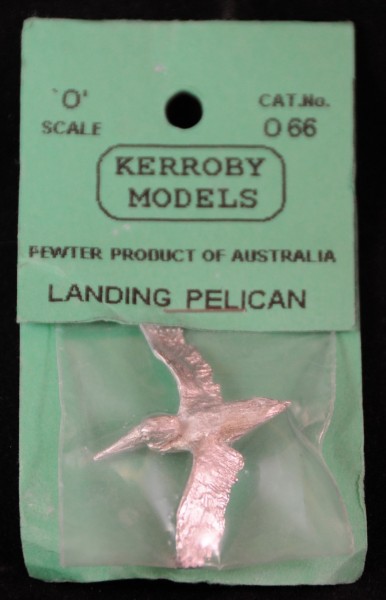 'O'
SCALE
CAT.No.
O 66
KERROBY
MODELS
PEWTER PRODUCT OF AUSTRALIA
LANDING PELICAN